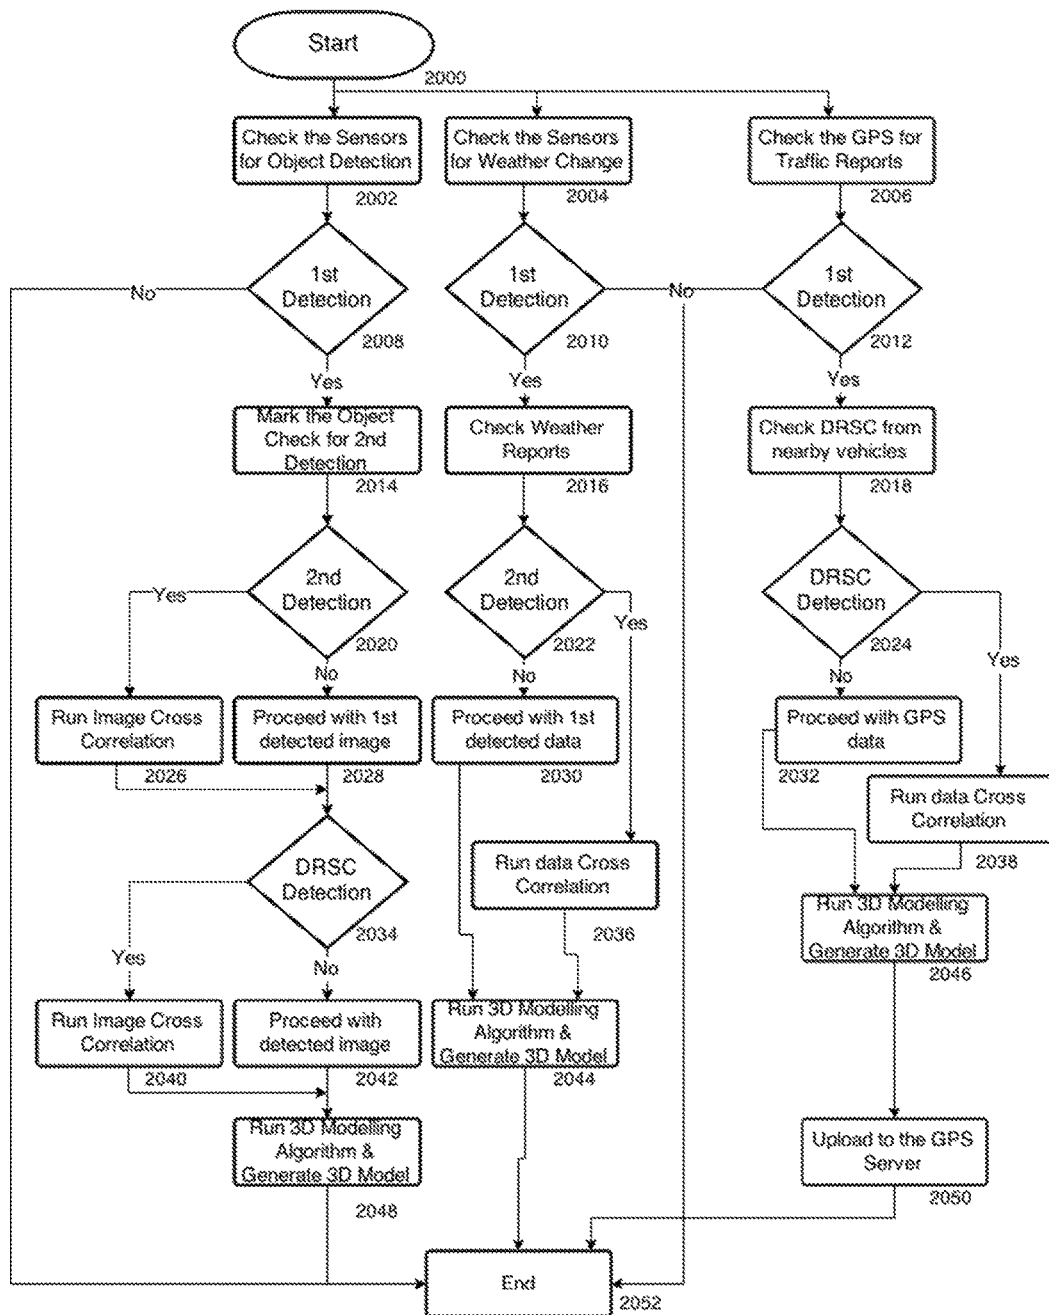 Start
2000
Check the Sensors
for Object Detection
2002
Check the Sensors
for Weather Change
2004
Check the GPS for
Traffic Reports
2006
1st
Detection
2008
No
1st
Detection
2010
No
1st
Detection
2012
Yes
Yes
Yes
Mark the Object
Check for 2nd
Detection
2014
Check Weather
Reports
2016
Check DRSC from
nearby vehicles
2018
2nd
Detection
2020
Yes
2nd
Detection
2022
Yes
DRSC
Detection
2024
Yes
No
No
No
Run Image Cross
Correlation
2026
Proceed with 1st
detected image
2028
Proceed with 1st
detected data
2030
Proceed with GPS
data
2032
Run data Cross
Correlation
2038
DRSC
Detection
2034
Run data Cross
Correlation
2036
Run 3D Modelling
Algorithm &
Generate 3D Model
2046
Yes
No
Run Image Cross
Correlation
2040
Proceed with
detected image
2042
Run 3D Modelling
Algorithm &
Generate 3D Model
2044
Run 3D Modelling
Algorithm &
Generate 3D Model
2048
Upload to the GPS
Server
2050
End
2052